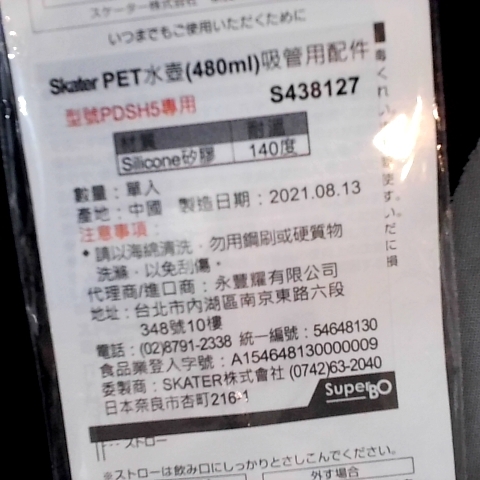 スケーター株式会社
いつまでもご使用いただくために
Skater PET水壺(480ml)吸管用配件
型號PDSH5專用 S438127
材質 耐溫
Silicone矽膠 140度
數量：單入
產地：中國 製造日期：2021.08.13
注意事項：
•請以海綿清洗，勿用鋼刷或硬質物
洗滌，以免刮傷。
代理商/進口商：永豐耀有限公司
地址：台北市內湖區南京東路六段
348號10樓
電話：(02)8791-2338 統一編號：54648130
食品業登入字號：A154648130000009
委製商：SKATER株式會社 (0742)63-2040
日本奈良市杏町216-1
SuperBO
ストロー
※ストローは飲み口にしっかりとさしこんでください。
外す場合